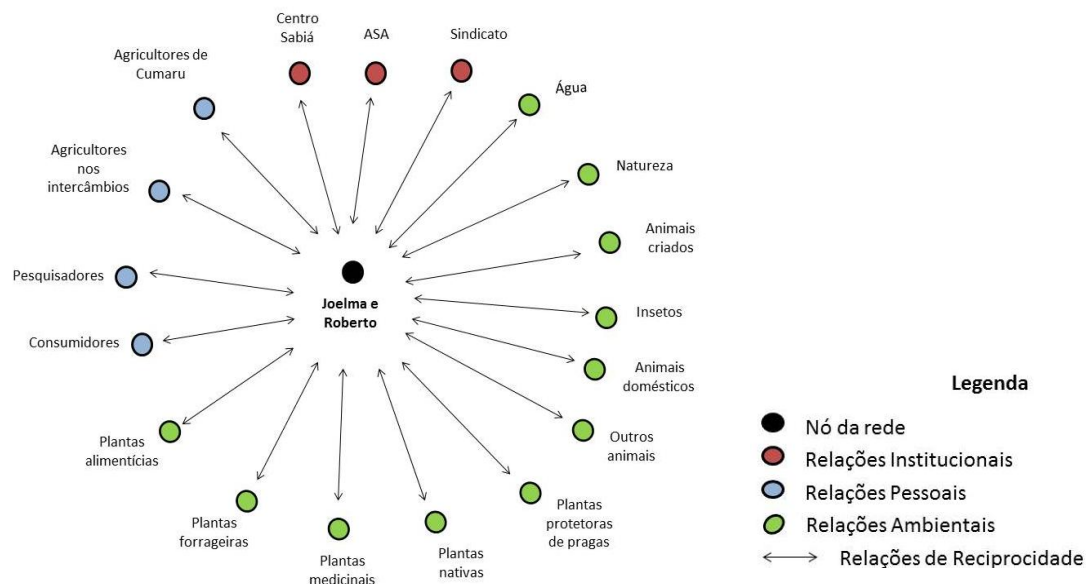 Centro
Sabiá
ASA
Sindicato
Agricultores de
Cumaru
Água
Agricultores
nos
intercâmbios
Natureza
Animais
criados
Pesquisadores
Joelma e
Roberto
Insetos
Consumidores
Animais
domésticos
Plantas
alimentícias
Outros
animais
Plantas
forrageiras
Plantas
medicinais
Plantas
nativas
Plantas
protetoras
de pragas
Legenda
Nó da rede
Relações Institucionais
Relações Pessoais
Relações Ambientais
Relações de Reciprocidade